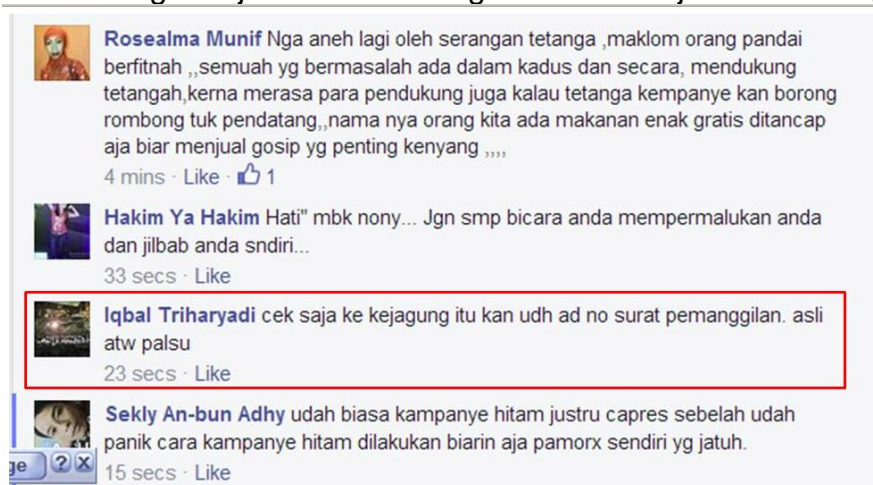 Rosealma Munif Nga aneh lagi oleh serangan tetanga ,maklom orang pandai
berfitnah ,,semuah yg bermasalah ada dalam kadus dan secara, mendukung
tetangah,kerna merasa para pendukung juga kalau tetanga kempanye kan borong
rombong tuk pendatang,,nama nya orang kita ada makanan enak gratis ditancap
aja biar menjual gosip yg penting kenyang ,,,,
4 mins · Like · 1
Hakim Ya Hakim Hati" mbk nony... Jgn smp bicara anda mempermalukan anda
dan jilbab anda sndiri...
33 secs · Like
Iqbal Triharyadi cek saja ke kejagung itu kan udh ad no surat pemanggilan. asli
atw palsu
23 secs · Like
Sekly An-bun Adhy udah biasa kampanye hitam justru capres sebelah udah
panik cara kampanye hitam dilakukan biarin aja pamorx sendiri yg jatuh.
ge ? X
15 secs · Like